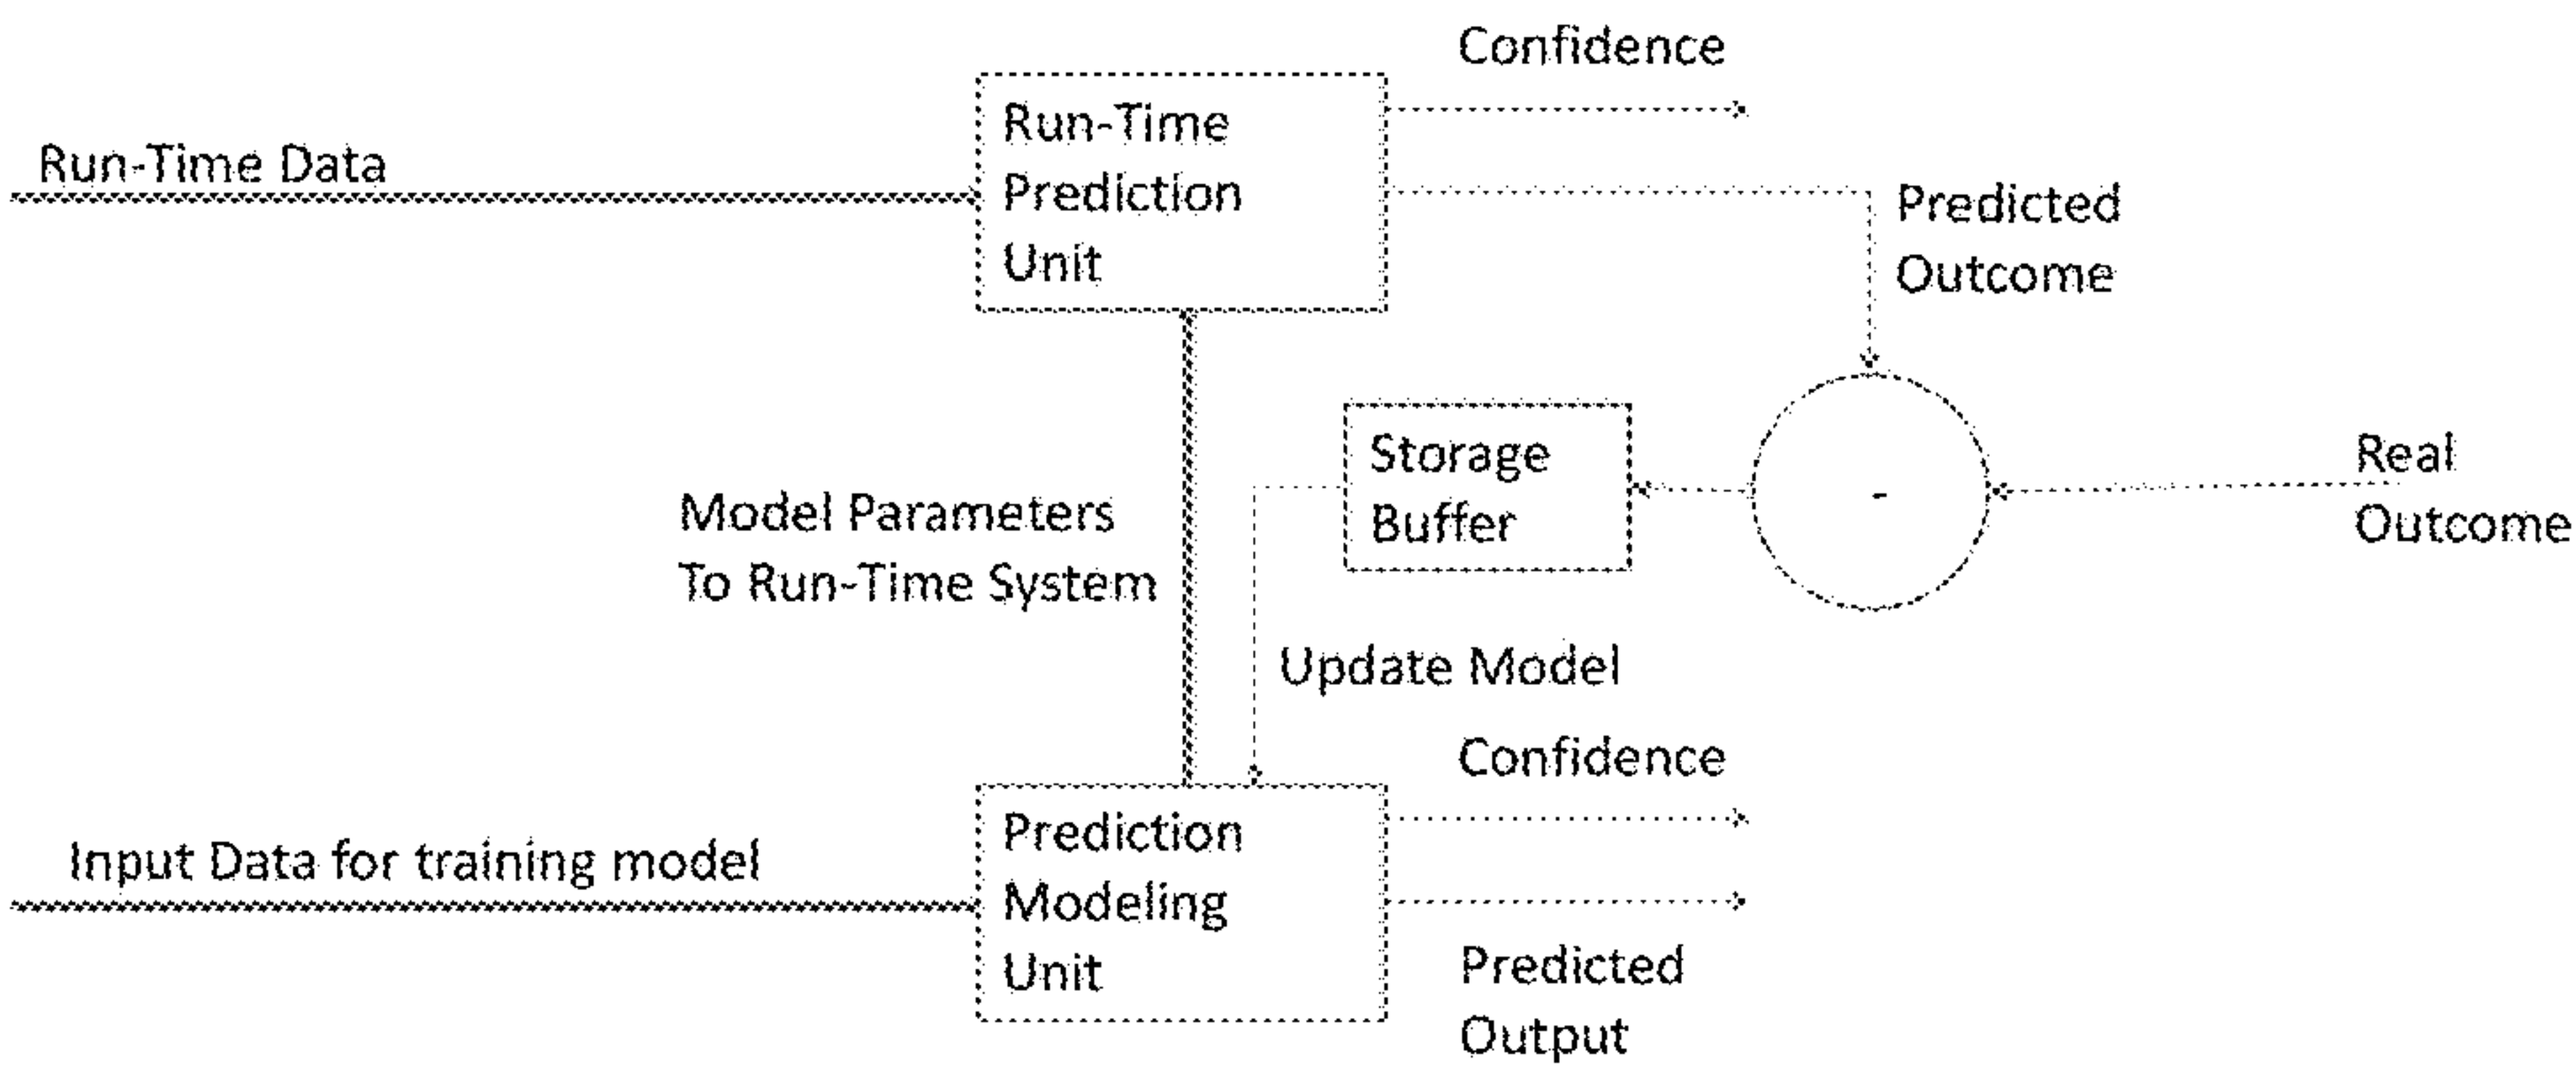 Confidence
Run-Time Data
Run-Time
Prediction
Unit
Predicted
Outcome
Storage
Buffer
-
Real
Outcome
Model Parameters
To Run-Time System
Update Model
Confidence
Input Data for training model
Prediction
Modeling
Unit
Predicted
Output